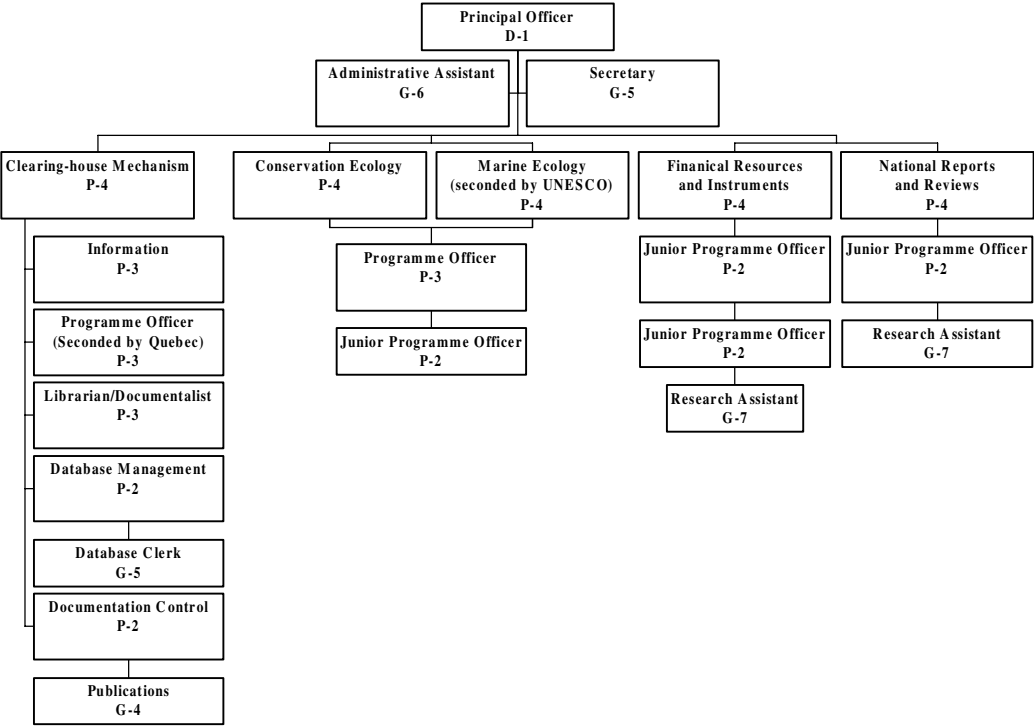 Principal Officer
D-1
Administrative Assistant
G-6
Secretary
G-5
Clearing-house Mechanism
P-4
Conservation Ecology
P-4
Marine Ecology
(seconded by UNESCO)
P-4
Finanical Resources
and Instruments
P-4
National Reports
and Reviews
P-4
Information
P-3
Programme Officer
(Seconded by Quebec)
P-3
Librarian/Documentalist
P-3
Database Management
P-2
Database Clerk
G-5
Documentation Control
P-2
Publications
G-4
Programme Officer
P-3
Junior Programme Officer
P-2
Junior Programme Officer
P-2
Junior Programme Officer
P-2
Research Assistant
G-7
Junior Programme Officer
P-2
Research Assistant
G-7